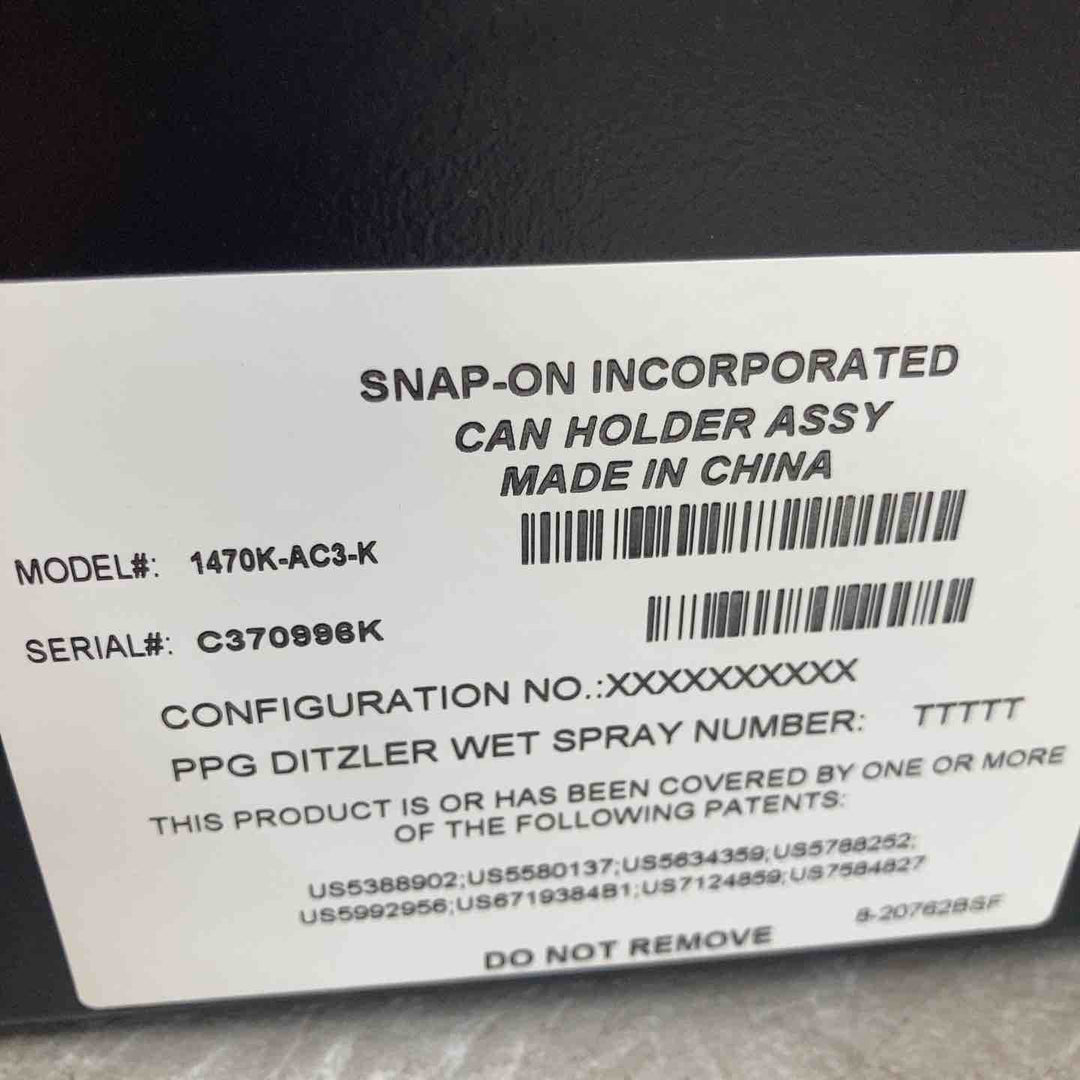 SNAP-ON INCORPORATED
CAN HOLDER ASSY
MADE IN CHINA
MODEL#: 1470K-AC3-K
SERIAL#: C370996K
CONFIGURATION NO.:XXXXXXXXXX
PPG DITZLER WET SPRAY NUMBER: TTTTT
THIS PRODUCT IS OR HAS BEEN COVERED BY ONE OR MORE
OF THE FOLLOWING PATENTS:
US5388902;US5580137;US5634359;US5788252;
US5992956;US6719384B1;US7124859;US7584827
8-20762BSF
DO NOT REMOVE